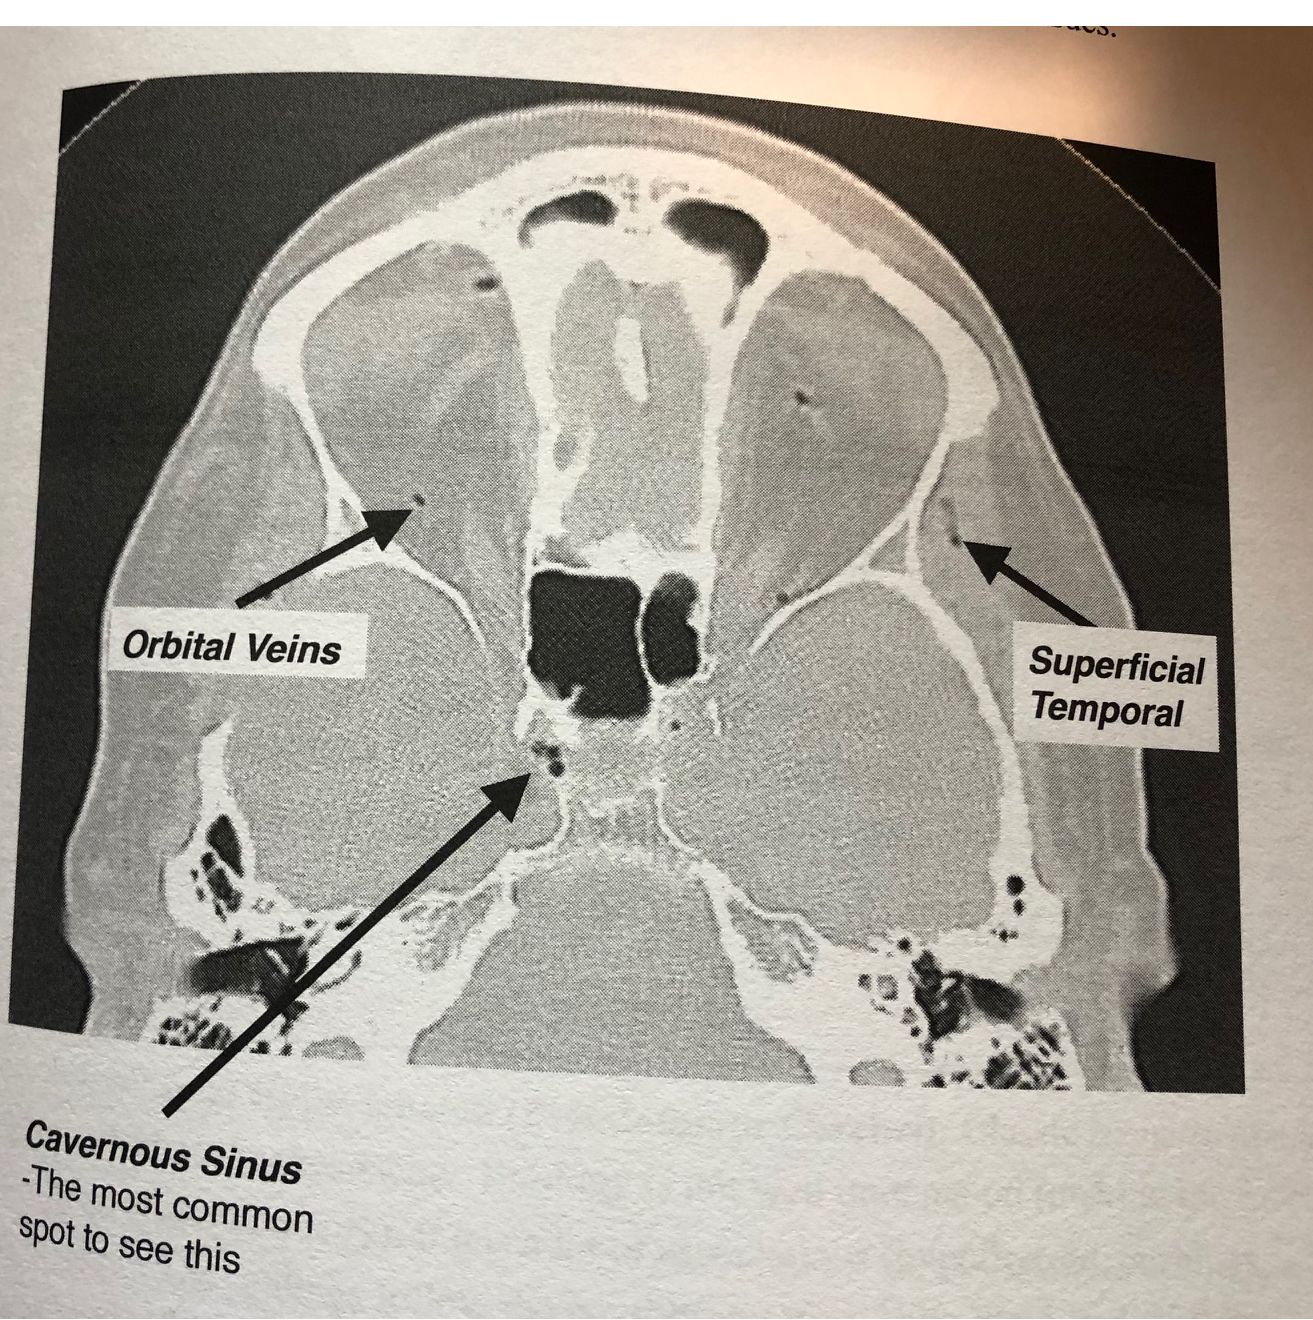 Orbital Veins
Superficial
Temporal
Cavernous Sinus
-The most common
spot to see this